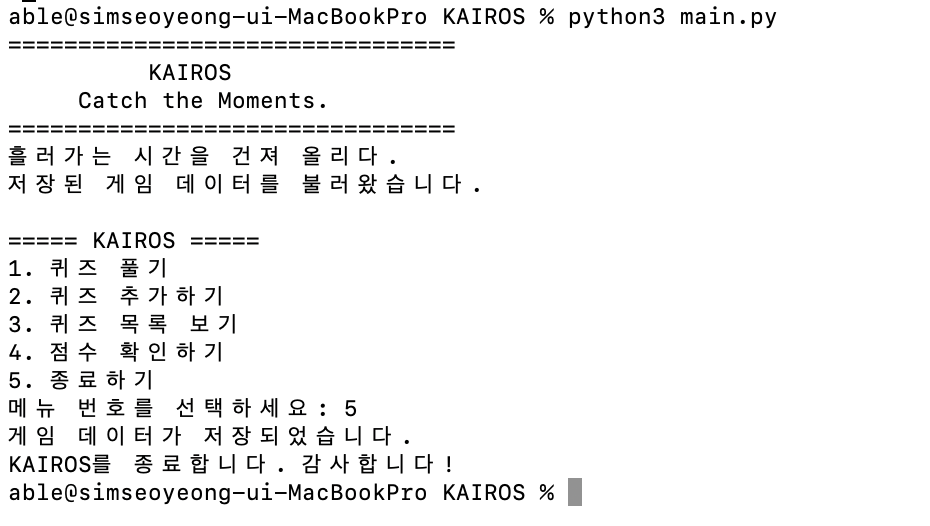 able@simseoyeong-ui-MacBookPro KAIROS % python3 main.py
================================
KAIROS
Catch the Moments.
================================
흘러가는 시간을 건져 올리다.
저장된 게임 데이터를 불러왔습니다.
===== KAIROS =====
1. 퀴즈 풀기
2. 퀴즈 추가하기
3. 퀴즈 목록 보기
4. 점수 확인하기
5. 종료하기
메뉴 번호를 선택하세요: 5
게임 데이터가 저장되었습니다.
KAIROS를 종료합니다. 감사합니다!
able@simseoyeong-ui-MacBookPro KAIROS %